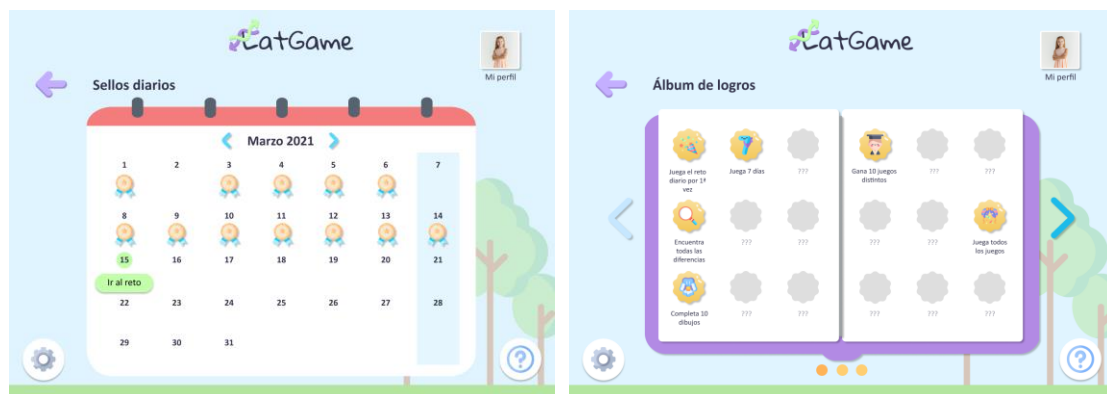 EatGame
Mi perfil
Sellos diarios
Marzo 2021
1 2 3 4 5 6 7
8 9 10 11 12 13 14
15 16 17 18 19 20 21
Ir al reto
22 23 24 25 26 27 28
29 30 31
EatGame
Mi perfil
Álbum de logros
Juega el reto
diario por 1ª
vez
Juega 7 días
???
Gana 10 juegos
distintos
???
???
Encuentra
todas las
diferencias
???
???
???
???
Juega todos
los juegos
Completa 10
dibujos
???
???
???
???
???